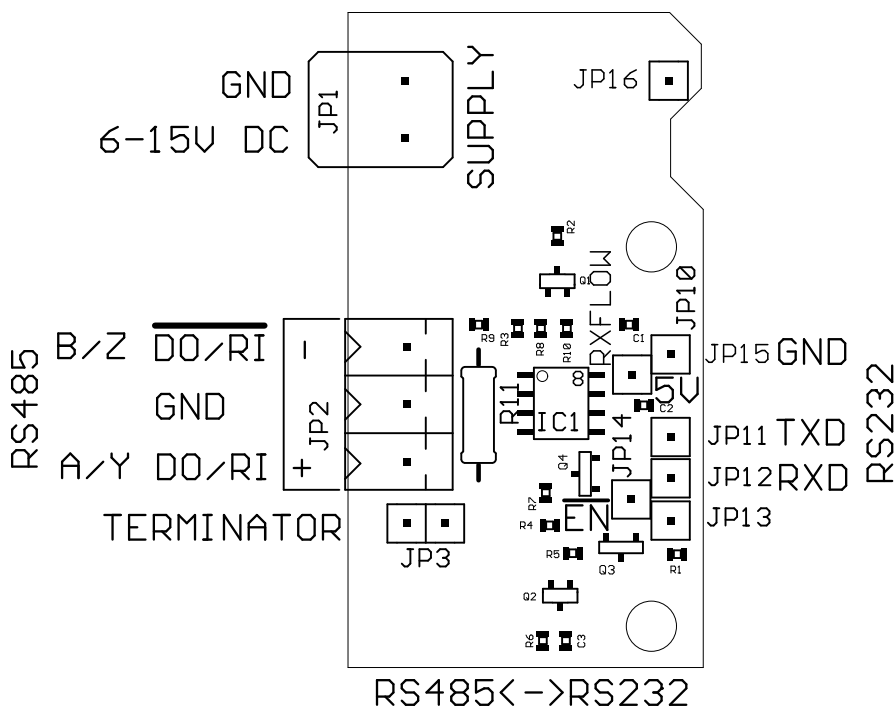 GND
JP1
SUPPLY
JP16
6-15V DC
R2
Q1
RXFLOW
JP10
RS485
B/Z DO/RI
-
R9
R3
R8
R10
C1
JP15 GND
5V
GND
JP2
R11
IC1
8
C2
RS232
JP14
JP11 TXD
A/Y DO/RI
+
Q4
JP12 RXD
R7
TERMINATOR
EN
JP13
JP3
R4
R5
Q3
R1
Q2
R6
C3
RS485<->RS232